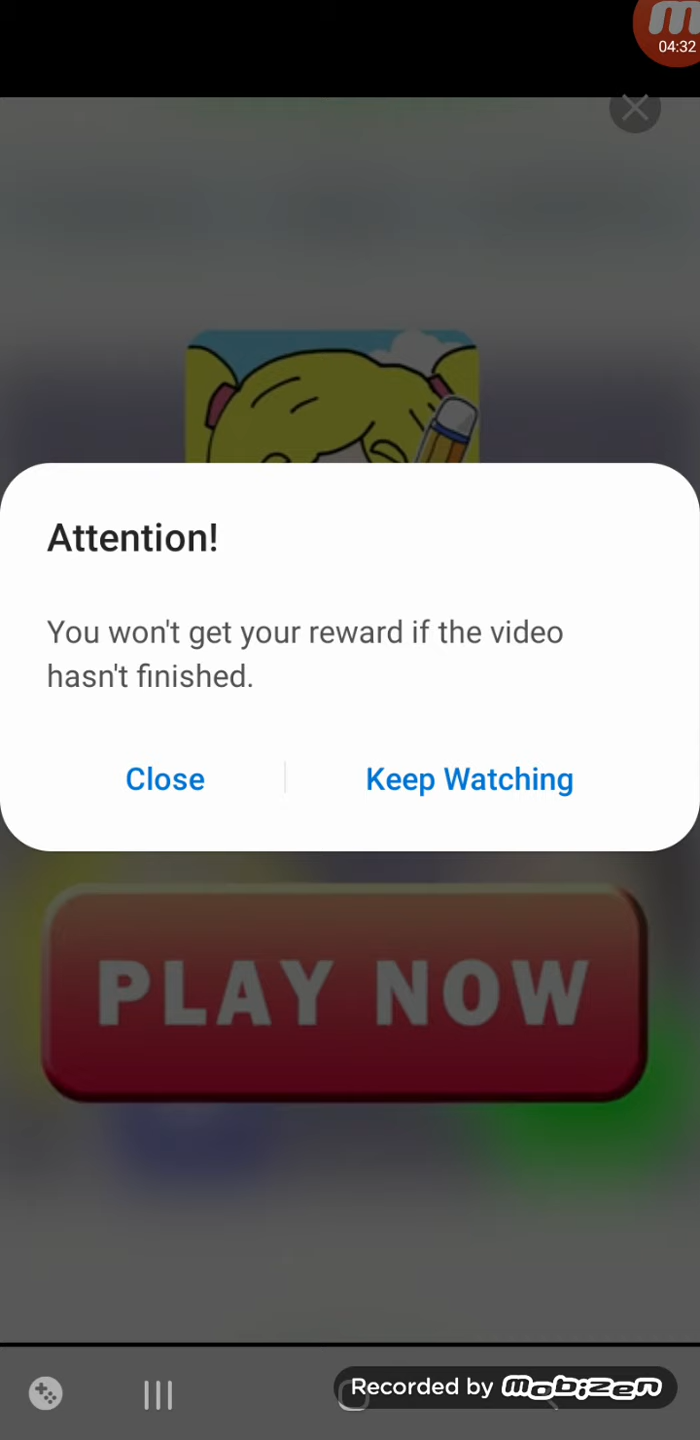 04:32
Attention!
You won't get your reward if the video
hasn't finished.
Close
Keep Watching
PLAY NOW
Recorded by mobizen